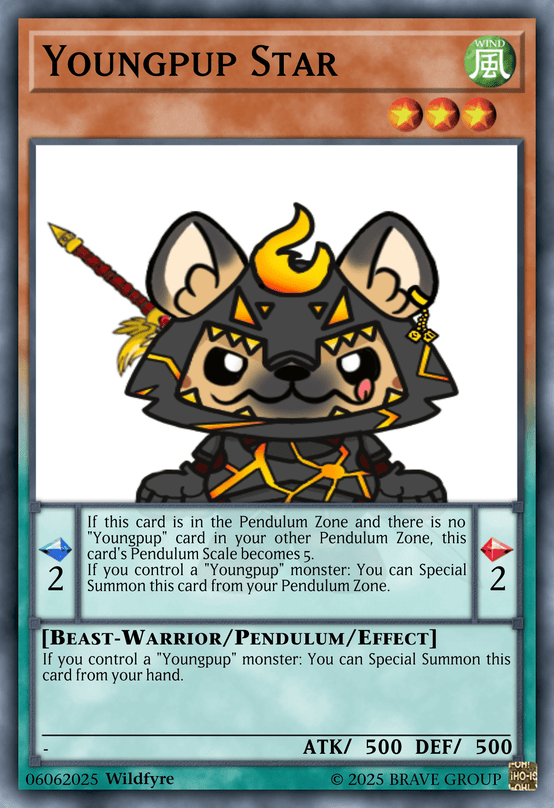 Youngpup Star
WIND
風
If this card is in the Pendulum Zone and there is no
"Youngpup" card in your other Pendulum Zone, this
card's Pendulum Scale becomes 5.
If you control a "Youngpup" monster: You can Special
Summon this card from your Pendulum Zone.
2
2
[Beast-Warrior/Pendulum/Effect]
If you control a "Youngpup" monster: You can Special Summon this
card from your hand.
-
ATK/ 500 DEF/ 500
06062025 Wildfyre
© 2025 BRAVE GROUP